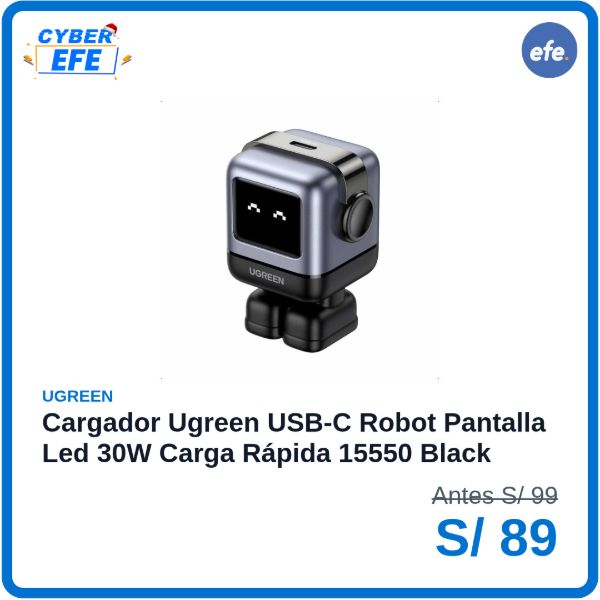 CYBER
EFE
efe.
UGREEN
UGREEN
Cargador Ugreen USB-C Robot Pantalla
Led 30W Carga Rápida 15550 Black
Antes S/ 99
S/ 89